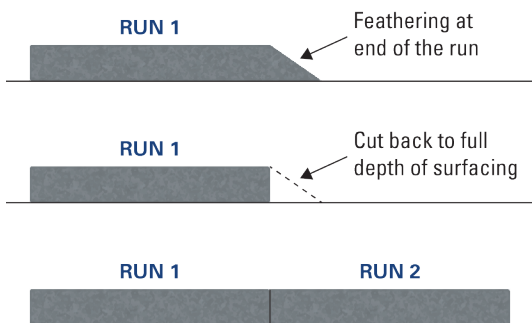 RUN 1
Feathering at
end of the run
RUN 1
Cut back to full
depth of surfacing
RUN 1
RUN 2